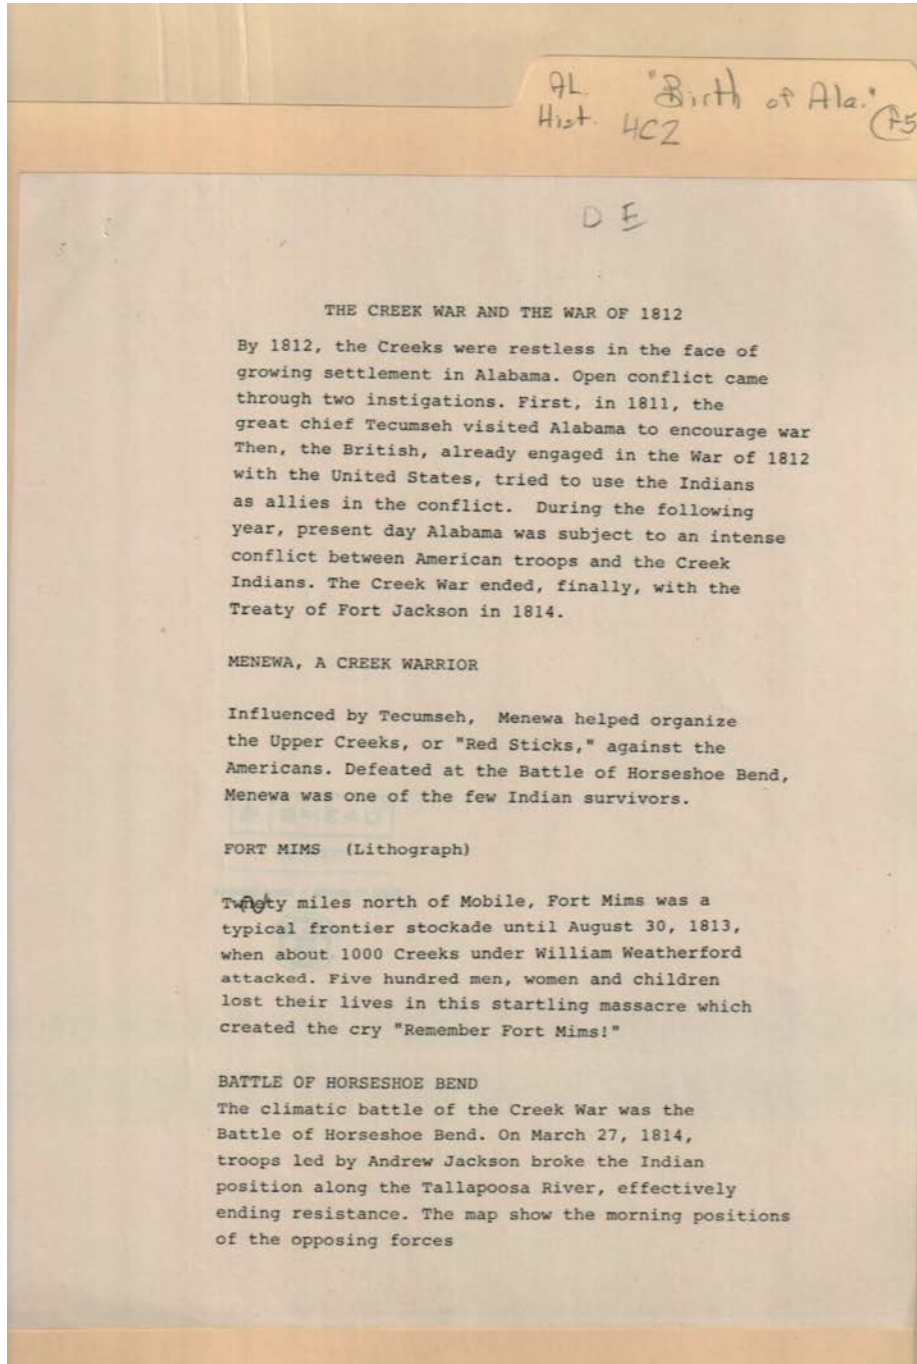 AL "Birth of Ala."
Hist. 4C2
D E
THE CREEK WAR AND THE WAR OF 1812
By 1812, the Creeks were restless in the face of
growing settlement in Alabama. Open conflict came
through two instigations. First, in 1811, the
great chief Tecumseh visited Alabama to encourage war
Then, the British, already engaged in the War of 1812
with the United States, tried to use the Indians
as allies in the conflict. During the following
year, present day Alabama was subject to an intense
conflict between American troops and the Creek
Indians. The Creek War ended, finally, with the
Treaty of Fort Jackson in 1814.
MENEWA, A CREEK WARRIOR
Influenced by Tecumseh, Menewa helped organize
the Upper Creeks, or "Red Sticks," against the
Americans. Defeated at the Battle of Horseshoe Bend,
Menewa was one of the few Indian survivors.
SMEAD
FORT MIMS (Lithograph)
miles north of Mobile, Fort Mims was a
typical frontier stockade until August 30, 1813,
when about 1000 Creeks under William Weatherford
attacked. Five hundred men, women and children
lost their lives in this startling massacre which
created the cry "Remember Fort Mims!"
BATTLE OF HORSESHOE BEND
The climatic battle of the Creek War was the
Battle of Horseshoe Bend. On March 27, 1814,
troops led by Andrew Jackson broke the Indian
position along the Tallapoosa River, effectively
ending resistance. The map show the morning positions
of the opposing forces